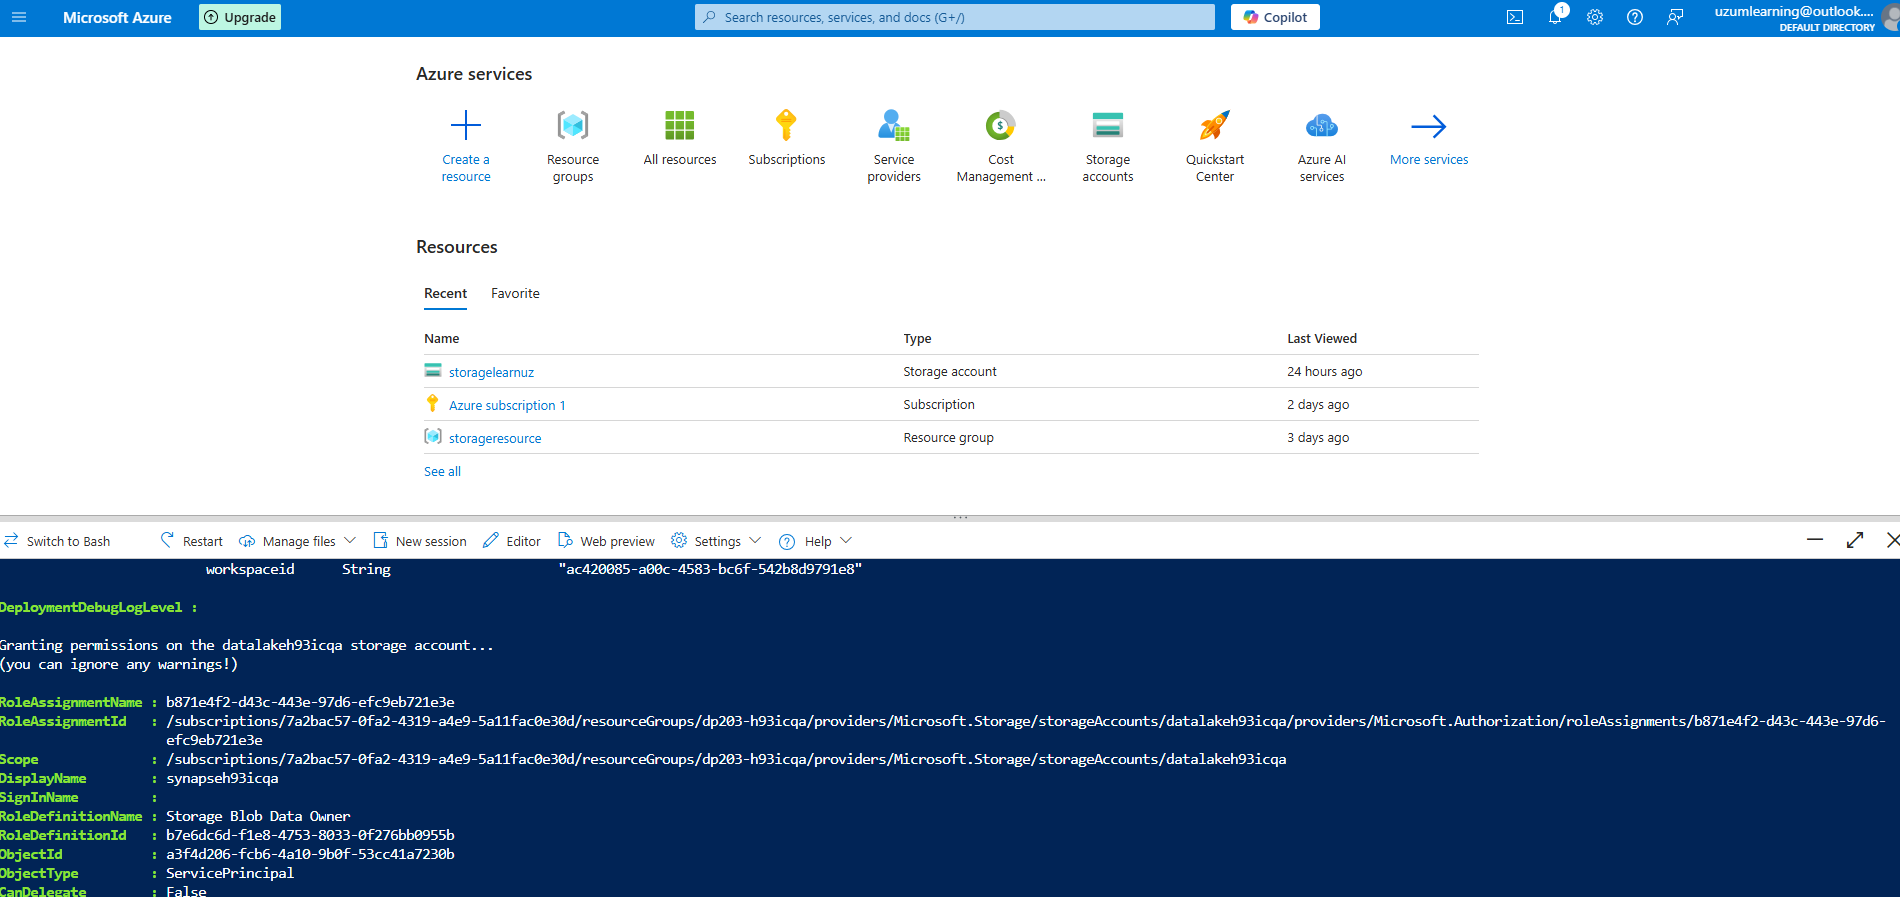 Microsoft Azure
Upgrade
Search resources, services, and docs (G+/)
Copilot
1
uzumlearning@outlook....
DEFAULT DIRECTORY
Azure services
Create a resource
Resource groups
All resources
Subscriptions
Service providers
Cost Management ...
Storage accounts
Quickstart Center
Azure AI services
More services
Resources
Recent Favorite
Name Type Last Viewed
storagelearnuz Storage account 24 hours ago
Azure subscription 1 Subscription 2 days ago
storageresource Resource group 3 days ago
See all
Switch to Bash Restart Manage files New session Editor Web preview Settings Help
workspaceid String "ac420085-a00c-4583-bc6f-542b8d9791e8"
DeploymentDebugLogLevel :
Granting permissions on the datalakeh93icqa storage account...
(you can ignore any warnings!)
RoleAssignmentName : b871e4f2-d43c-443e-97d6-efc9eb721e3e
RoleAssignmentId : /subscriptions/7a2bac57-0fa2-4319-a4e9-5a11fac0e30d/resourceGroups/dp203-h93icqa/providers/Microsoft.Storage/storageAccounts/datalakeh93icqa/providers/Microsoft.Authorization/roleAssignments/b871e4f2-d43c-443e-97d6-
efc9eb721e3e
Scope : /subscriptions/7a2bac57-0fa2-4319-a4e9-5a11fac0e30d/resourceGroups/dp203-h93icqa/providers/Microsoft.Storage/storageAccounts/datalakeh93icqa
DisplayName : synapseh93icqa
SignInName :
RoleDefinitionName : Storage Blob Data Owner
RoleDefinitionId : b7e6dc6d-f1e8-4753-8033-0f276bb0955b
ObjectId : a3f4d206-fcb6-4a10-9b0f-53cc41a7230b
ObjectType : ServicePrincipal
CanDelegate : False